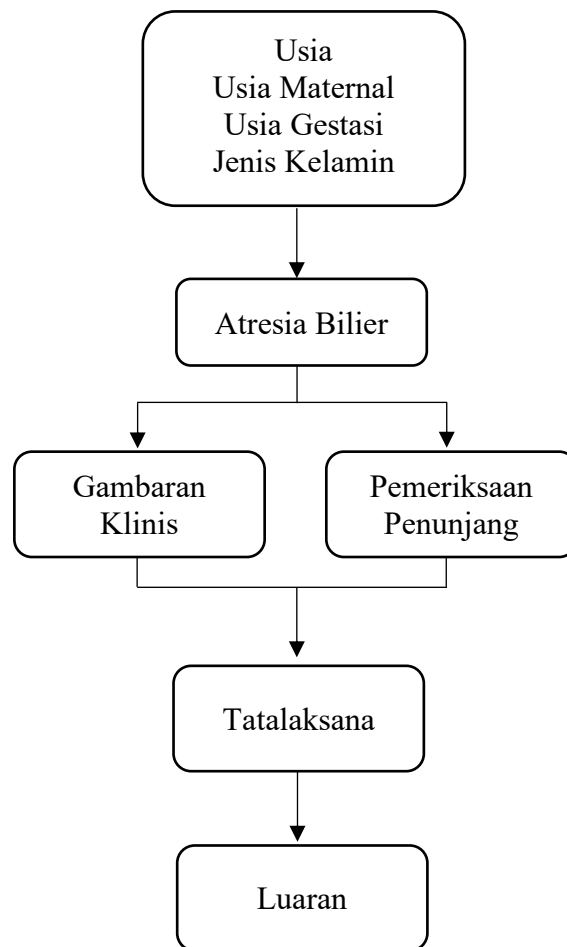 Usia
Usia Maternal
Usia Gestasi
Jenis Kelamin
Atresia Bilier
Gambaran
Klinis
Pemeriksaan
Penunjang
Tatalaksana
Luaran